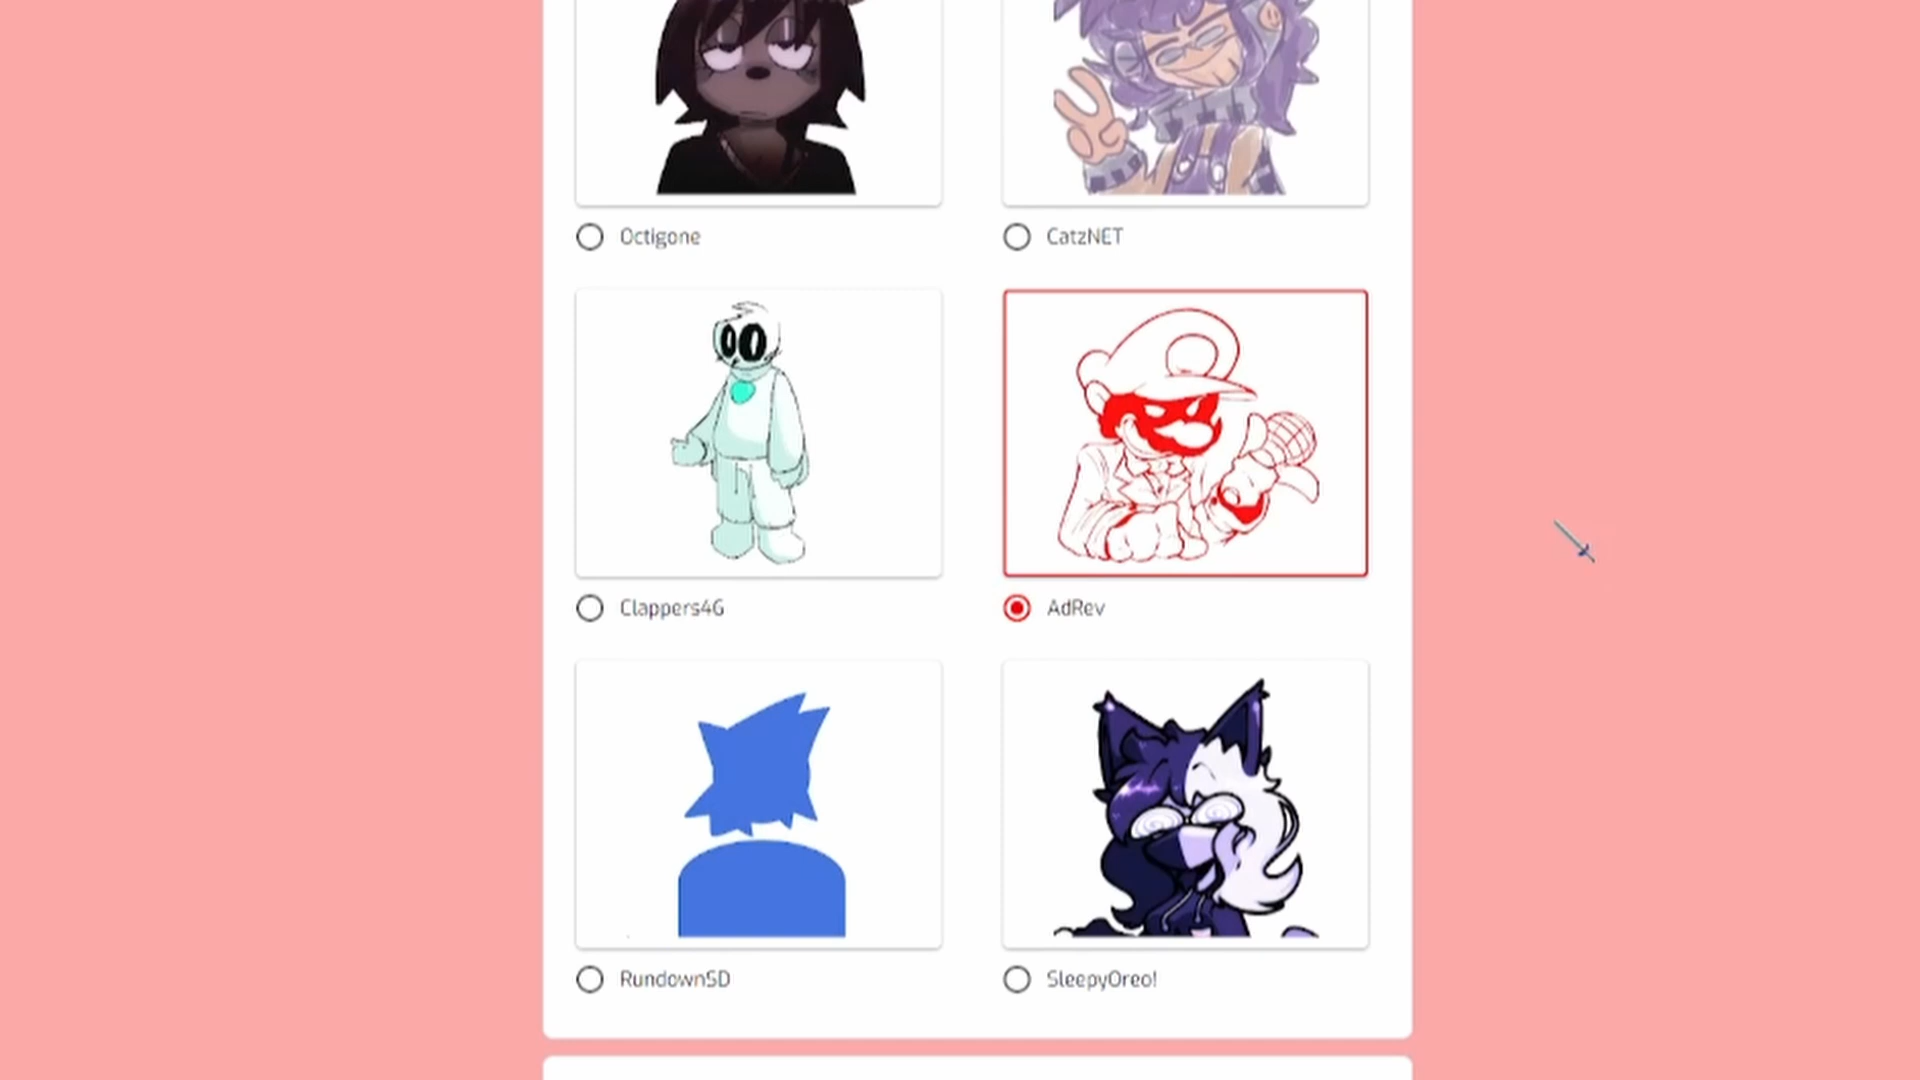 Octigone
CatzNET
Clappers4G
AdRev
RundownSD
SleepyOreo!